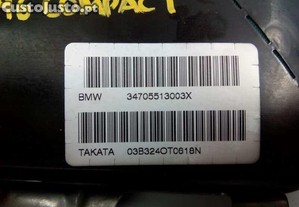 CustoJusto.pt
COMPACT
BMW 34705513003X
TAKATA 03B324OT0618N